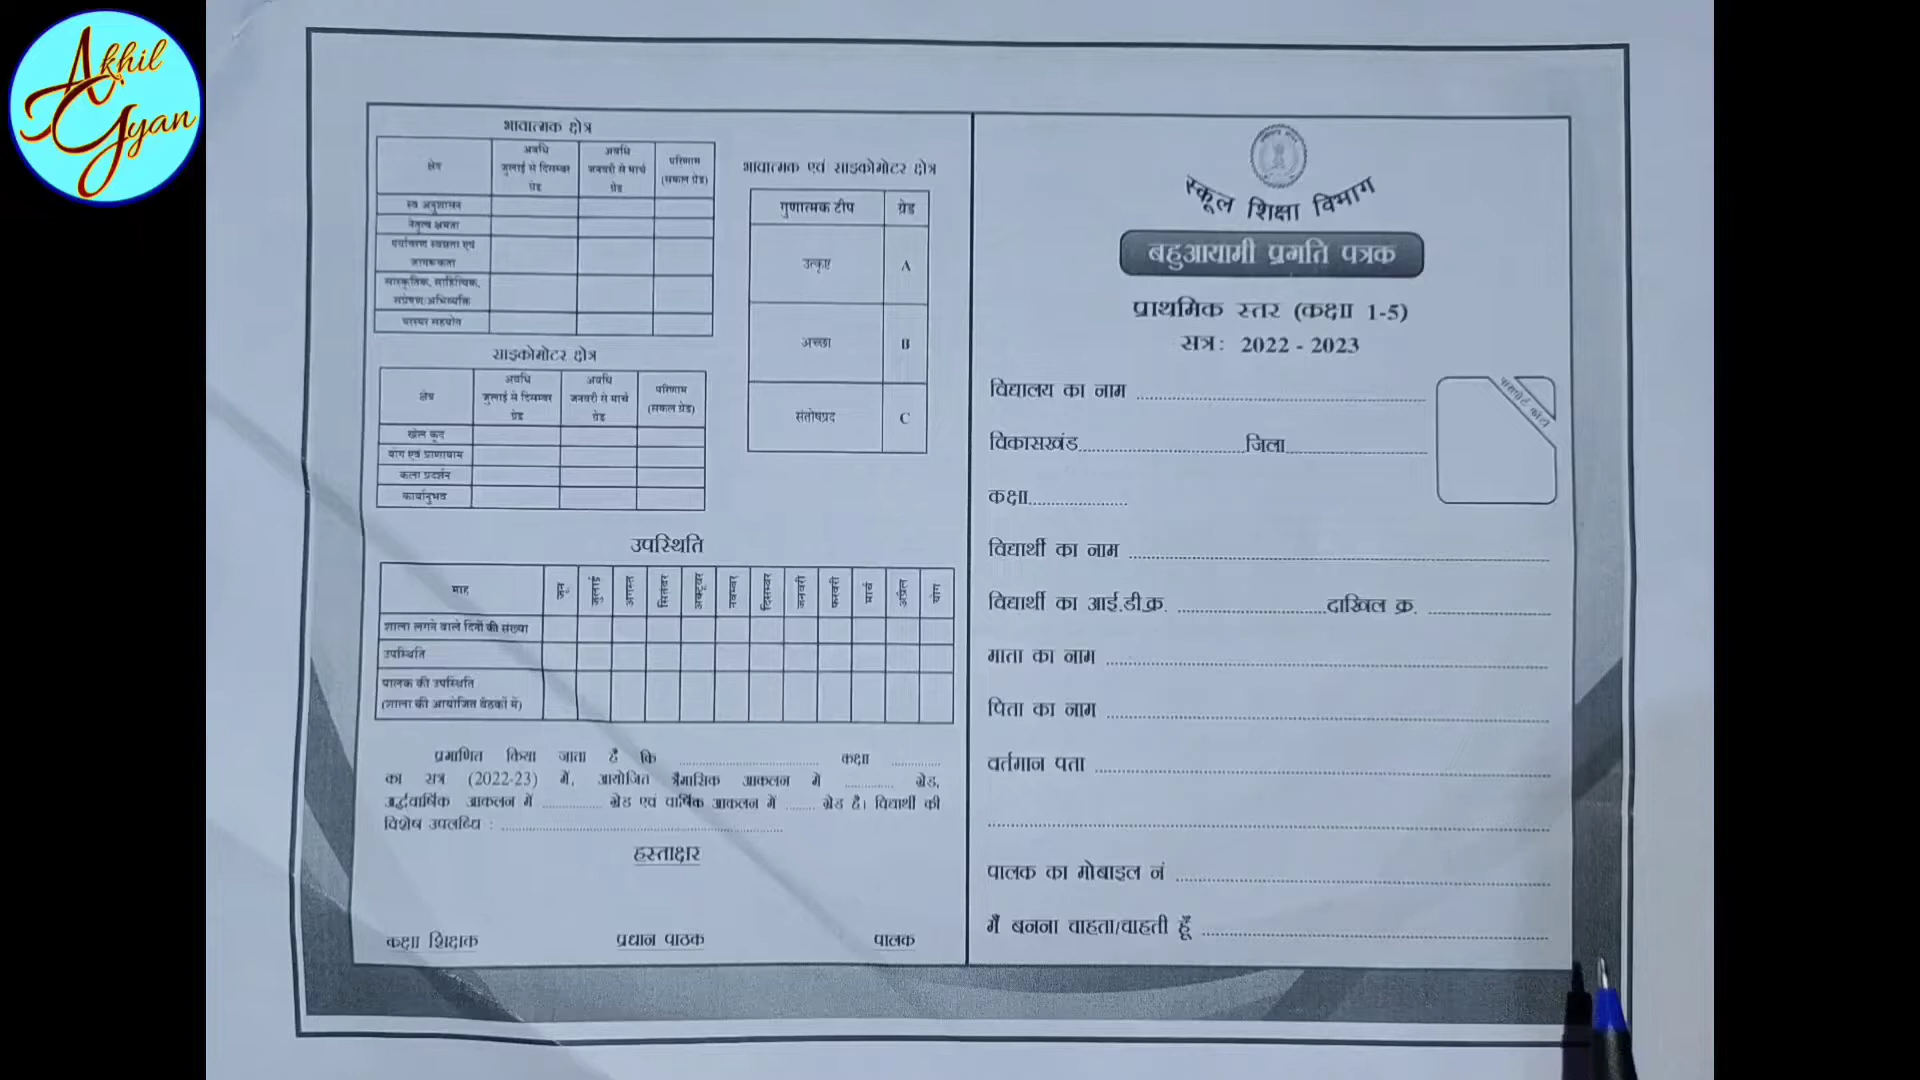 Akhil
Gyan
भावात्मक क्षेत्र
क्षेत्र
अवधि
जुलाई से दिसम्बर
ग्रेड
अवधि
जनवरी से मार्च
ग्रेड
परिणाम
(सकल ग्रेड)
स्व अनुशासन
नेतृत्व क्षमता
पर्यावरण स्वच्छता एवं
जागरूकता
सांस्कृतिक, साहित्यिक,
संप्रेषण/अभिव्यक्ति
परस्पर सहयोग
साइकोमोटर क्षेत्र
क्षेत्र
अवधि
जुलाई से दिसम्बर
ग्रेड
अवधि
जनवरी से मार्च
ग्रेड
परिणाम
(सकल ग्रेड)
खेल कूद
योग एवं प्राणायाम
कला प्रदर्शन
कार्यानुभव
भावात्मक एवं साइकोमोटर क्षेत्र
गुणात्मक टीप ग्रेड
उत्कृष्ट A
अच्छा B
संतोषप्रद C
उपस्थिति
माह जून जुलाई अगस्त सितंबर अक्टूबर नवम्बर दिसम्बर जनवरी फरवरी मार्च अप्रैल योग
शाला लगने वाले दिनों की संख्या
उपस्थिति
पालक की उपस्थिति
(शाला की आयोजित बैठकों में)
प्रमाणित किया जाता है कि .............................. कक्षा ............
का सत्र (2022-23) में, आयोजित त्रैमासिक आकलन में ............ ग्रेड,
अर्द्धवार्षिक आकलन में ............ ग्रेड एवं वार्षिक आकलन में ....... ग्रेड है। विद्यार्थी की
विशेष उपलब्धि : ............................................................
हस्ताक्षर
कक्षा शिक्षक प्रधान पाठक पालक
स्कूल शिक्षा विभाग
बहुआयामी प्रगति पत्रक
प्राथमिक स्तर (कक्षा 1-5)
सत्र: 2022 - 2023
पासपोर्ट फोटो
विद्यालय का नाम ............................................................
विकासखंड..............................जिला..............................
कक्षा....................
विद्यार्थी का नाम ............................................................
विद्यार्थी का आई.डी.क्र. ..............................दाखिल क्र. ....................
माता का नाम ............................................................
पिता का नाम ............................................................
वर्तमान पता ............................................................
............................................................
पालक का मोबाइल नं ............................................................
मैं बनना चाहता/चाहती हूँ ............................................................